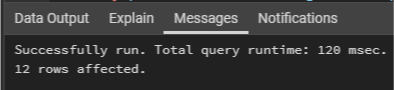 Data Output Explain Messages Notifications
Successfully run. Total query runtime: 120 msec.
12 rows affected.